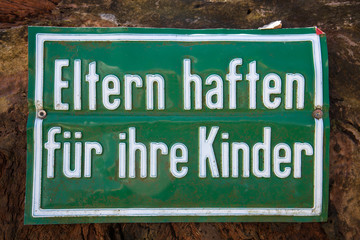 Eltern haften
für ihre Kinder